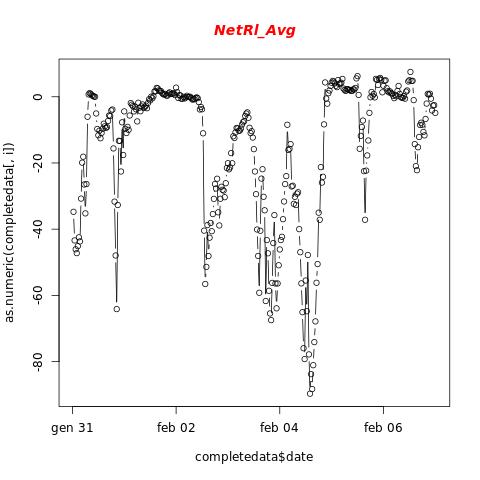 NetRl_Avg
as.numeric(completedata[, i])
0
-20
-40
-60
-80
gen 31
feb 02
feb 04
feb 06
completedata$date